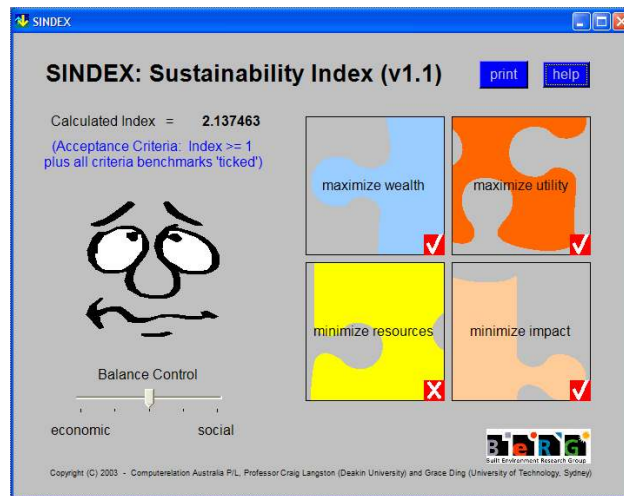 SINDEX
SINDEX: Sustainability Index (v1.1)
print
help
Calculated Index = 2.137463
(Acceptance Criteria: Index >= 1
plus all criteria benchmarks 'ticked')
maximize wealth
maximize utility
minimize resources
minimize impact
Balance Control
economic
social
BeRG
Built Environment Research Group
Copyright (C) 2003 - Computerelation Australia P/L, Professor Craig Langston (Deakin University) and Grace Ding (University of Technology, Sydney)